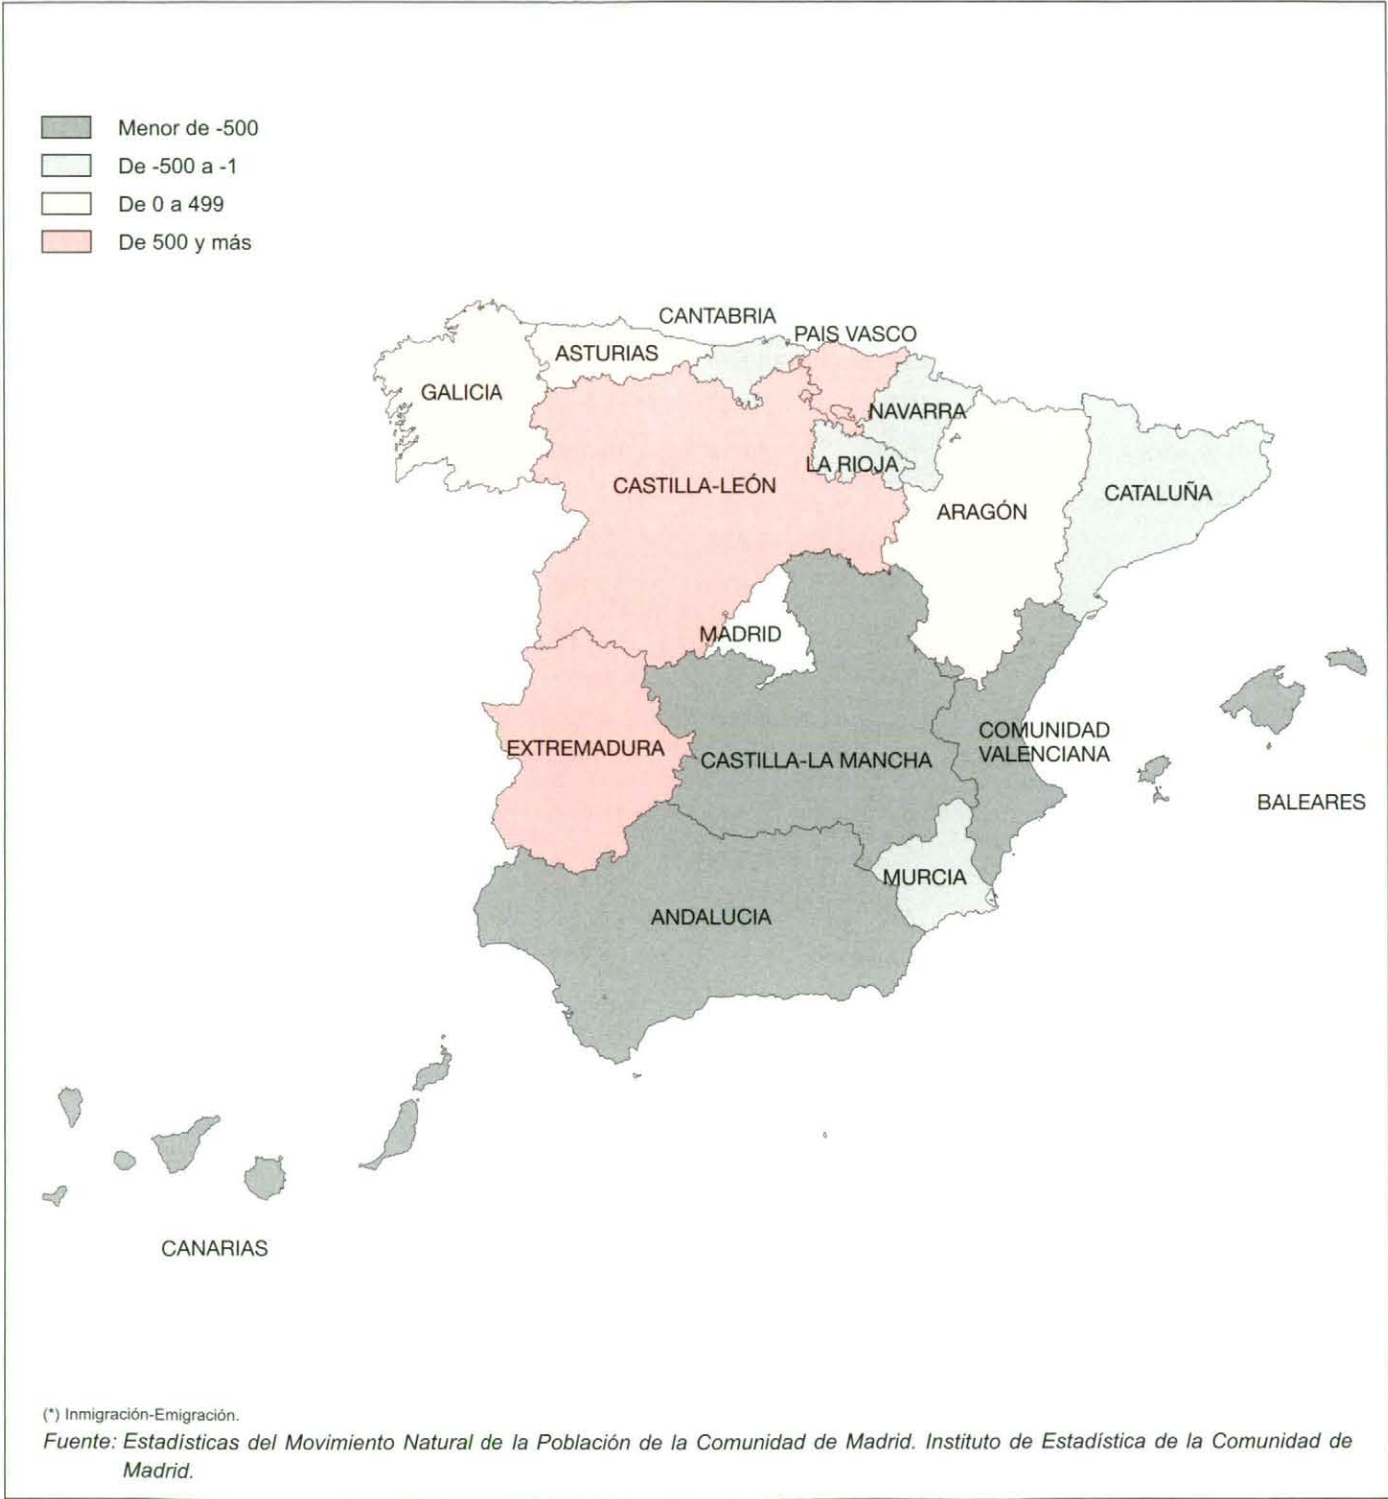 Menor de -500
De -500 a -1
De 0 a 499
De 500 y más
CANTABRIA
PAIS VASCO
ASTURIAS
GALICIA
NAVARRA
LA RIOJA
CASTILLA-LEÓN
CATALUÑA
ARAGÓN
MADRID
COMUNIDAD
VALENCIANA
EXTREMADURA
CASTILLA-LA MANCHA
BALEARES
MURCIA
ANDALUCIA
CANARIAS
(*) Inmigración-Emigración.
Fuente: Estadísticas del Movimiento Natural de la Población de la Comunidad de Madrid. Instituto de Estadística de la Comunidad de
Madrid.